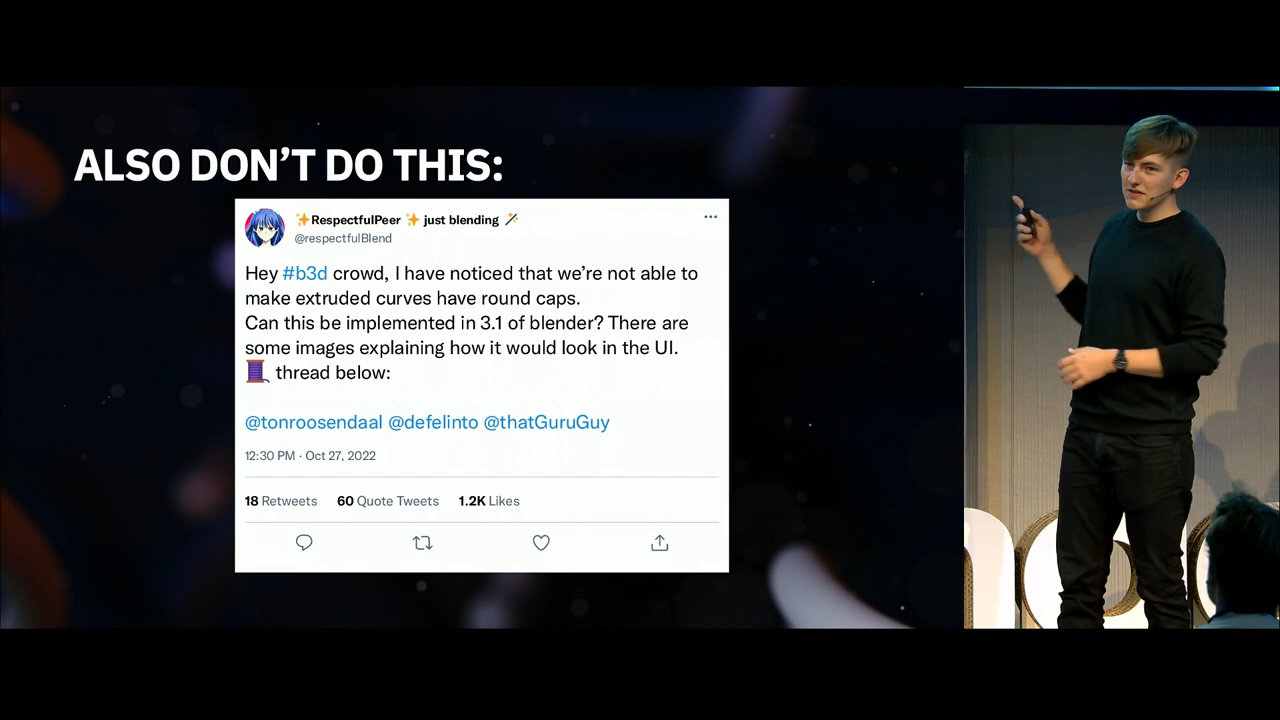 ALSO DON’T DO THIS:
✨RespectfulPeer ✨ just blending 🪄
@respectfulBlend
Hey #b3d crowd, I have noticed that we’re not able to
make extruded curves have round caps.
Can this be implemented in 3.1 of blender? There are
some images explaining how it would look in the UI.
🧵 thread below:
@tonroosendaal @defelinto @thatGuruGuy
12:30 PM · Oct 27, 2022
18 Retweets 60 Quote Tweets 1.2K Likes